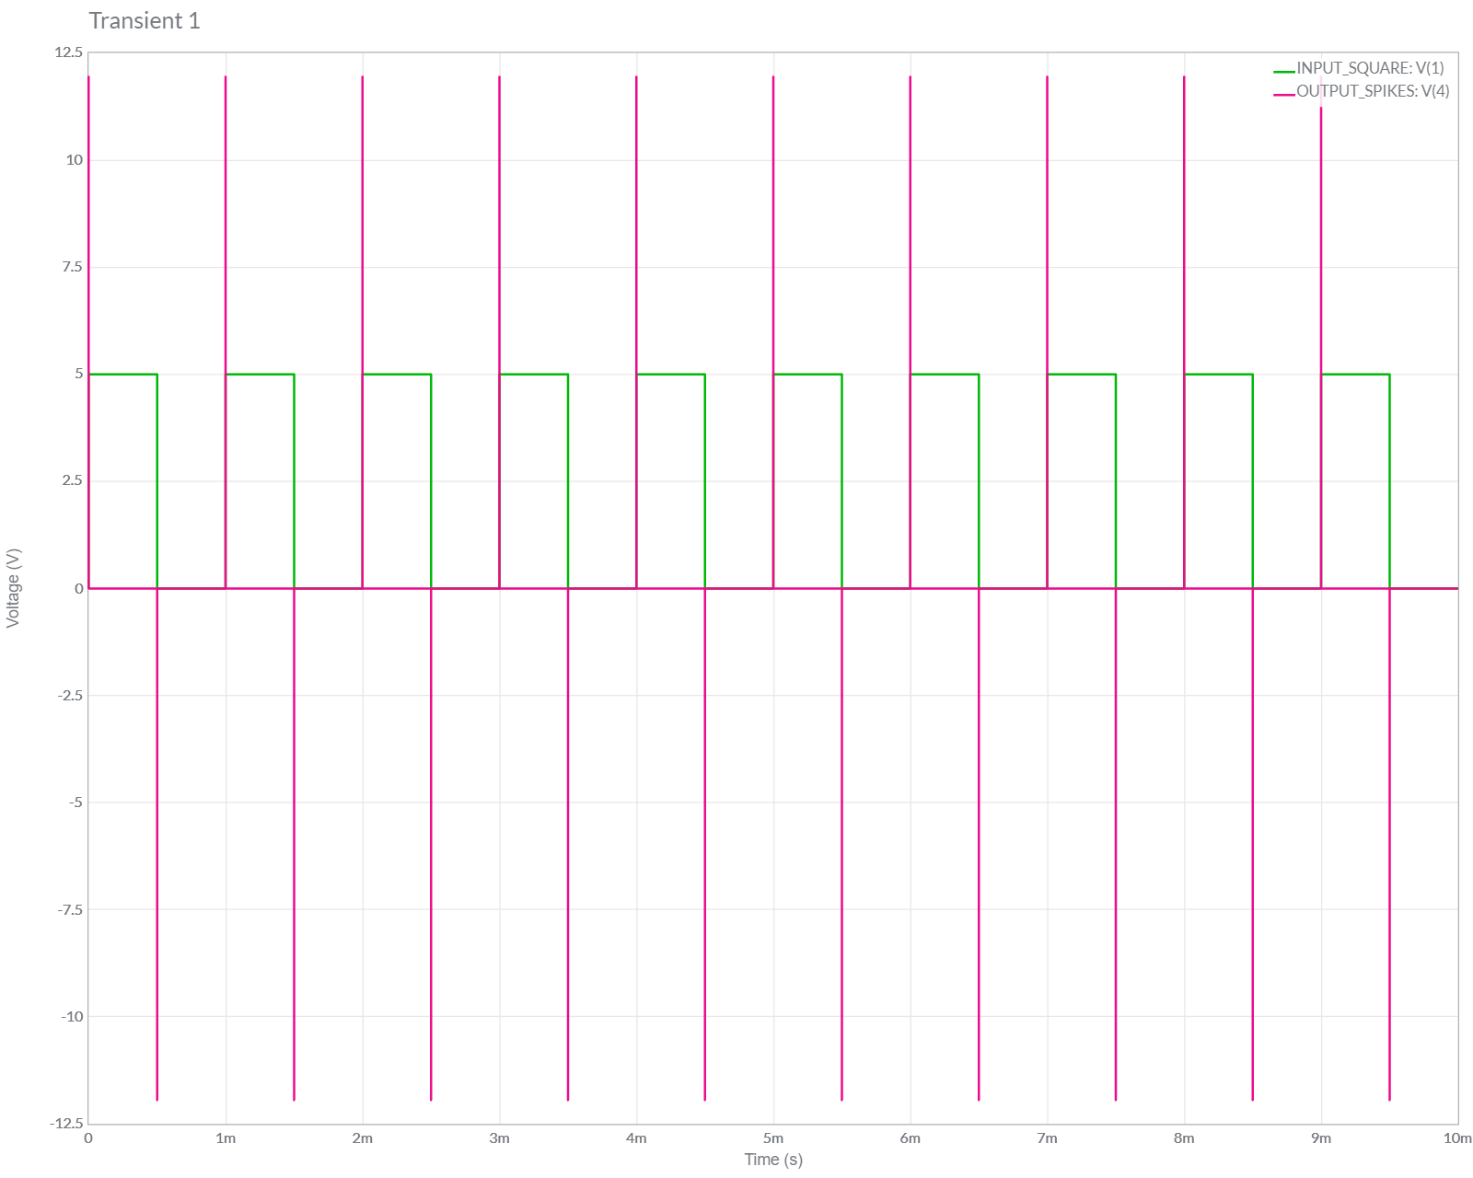 Transient 1
INPUT_SQUARE: V(1)
OUTPUT_SPIKES: V(4)
12.5
10
7.5
5
2.5
0
-2.5
-5
-7.5
-10
-12.5
Voltage (V)
0 1m 2m 3m 4m 5m 6m 7m 8m 9m 10m
Time (s)